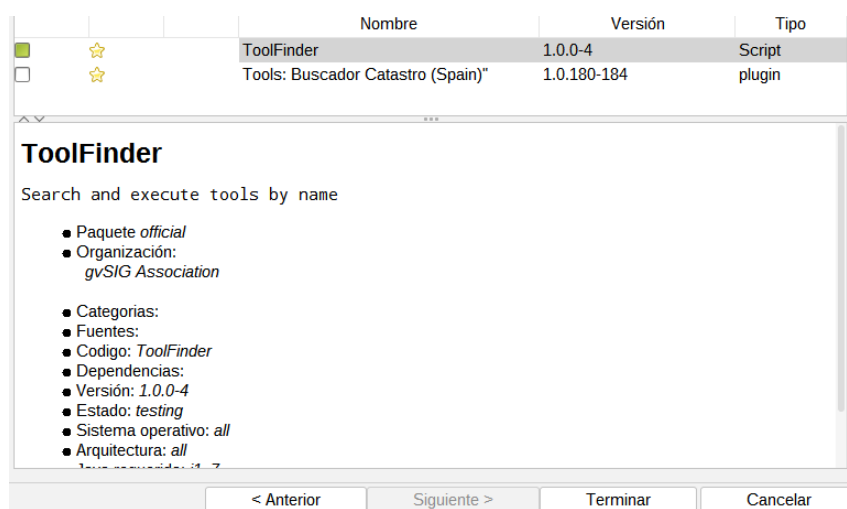 Nombre Versión Tipo
ToolFinder 1.0.0-4 Script
Tools: Buscador Catastro (Spain)" 1.0.180-184 plugin
ToolFinder
Search and execute tools by name
Paquete official
Organización:
gvSIG Association
Categorias:
Fuentes:
Codigo: ToolFinder
Dependencias:
Versión: 1.0.0-4
Estado: testing
Sistema operativo: all
Arquitectura: all
< Anterior Siguiente > Terminar Cancelar